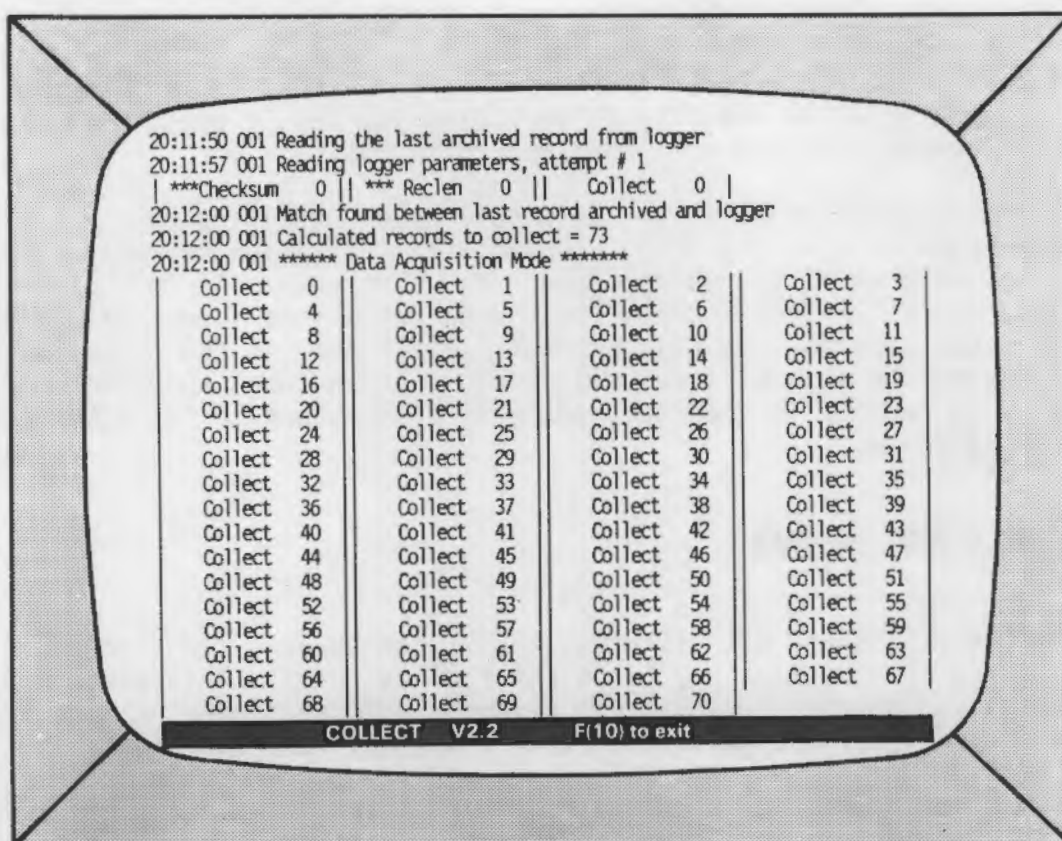 20:11:50 001 Reading the last archived record from logger
20:11:57 001 Reading logger parameters, attempt # 1
| ***Checksum 0 || *** Reclen 0 || Collect 0 |
20:12:00 001 Match found between last record archived and logger
20:12:00 001 Calculated records to collect = 73
20:12:00 001 ****** Data Acquisition Mode *******
| Collect 0 || Collect 1 || Collect 2 || Collect 3 |
| Collect 4 || Collect 5 || Collect 6 || Collect 7 |
| Collect 8 || Collect 9 || Collect 10 || Collect 11 |
| Collect 12 || Collect 13 || Collect 14 || Collect 15 |
| Collect 16 || Collect 17 || Collect 18 || Collect 19 |
| Collect 20 || Collect 21 || Collect 22 || Collect 23 |
| Collect 24 || Collect 25 || Collect 26 || Collect 27 |
| Collect 28 || Collect 29 || Collect 30 || Collect 31 |
| Collect 32 || Collect 33 || Collect 34 || Collect 35 |
| Collect 36 || Collect 37 || Collect 38 || Collect 39 |
| Collect 40 || Collect 41 || Collect 42 || Collect 43 |
| Collect 44 || Collect 45 || Collect 46 || Collect 47 |
| Collect 48 || Collect 49 || Collect 50 || Collect 51 |
| Collect 52 || Collect 53 || Collect 54 || Collect 55 |
| Collect 56 || Collect 57 || Collect 58 || Collect 59 |
| Collect 60 || Collect 61 || Collect 62 || Collect 63 |
| Collect 64 || Collect 65 || Collect 66 || Collect 67 |
| Collect 68 || Collect 69 || Collect 70
COLLECT V2.2 F(10) to exit